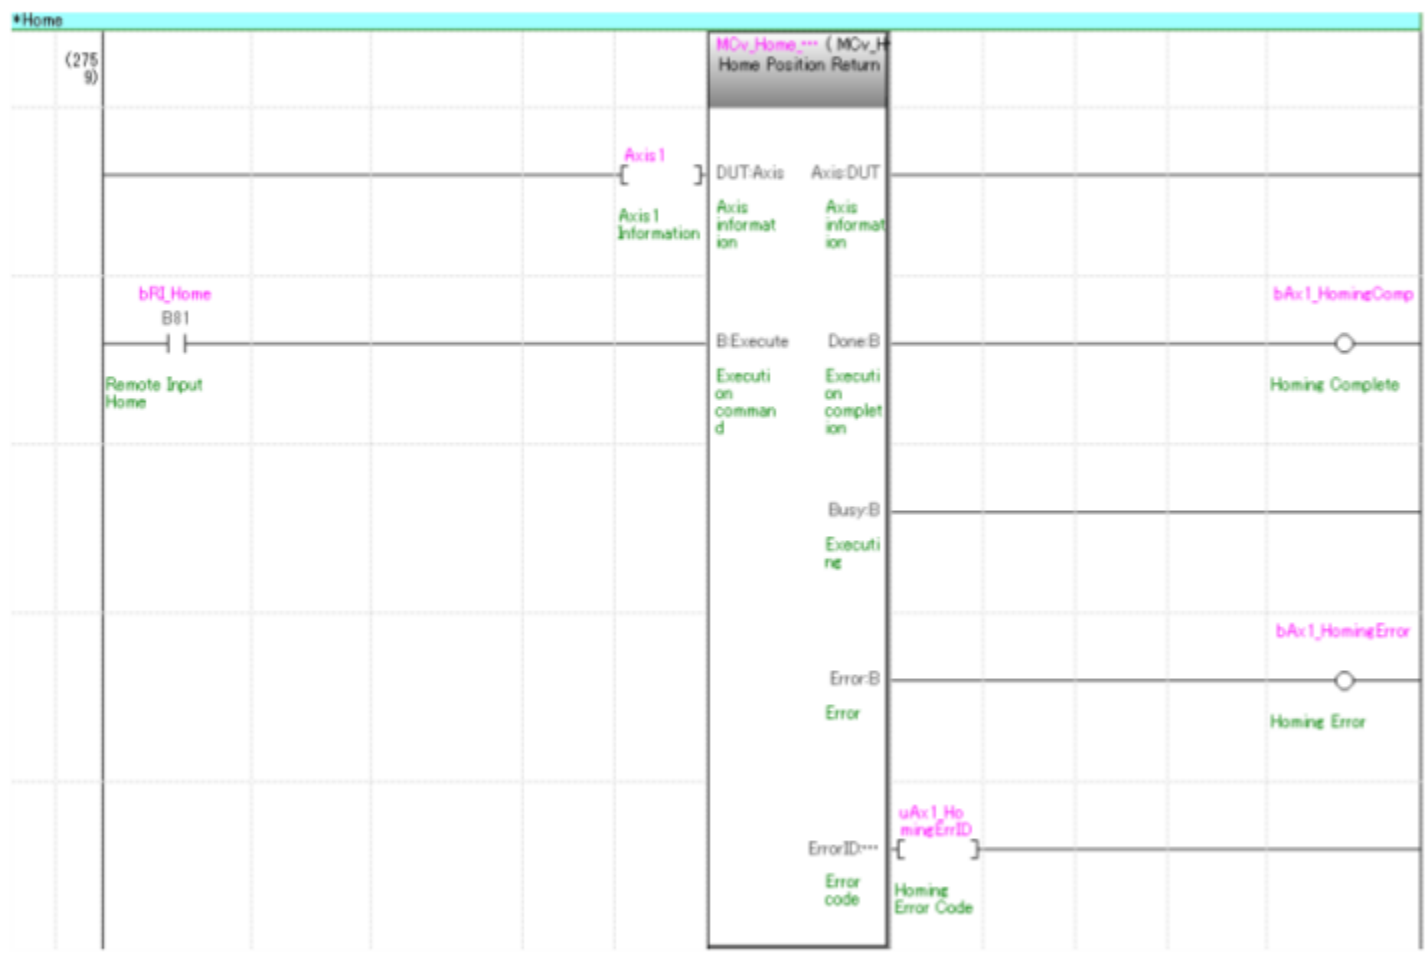 *Home
(275
9)
MCv_Home_… ( MCv_H
Home Position Return
Axis1
DUT:Axis Axis:DUT
Axis1
Information
Axis
informat
ion
Axis
informat
ion
bRI_Home
B81
bAx1_HomingComp
B:Execute Done:B
Remote Input
Home
Executi
on
comman
d
Executi
on
complet
ion
Homing Complete
Busy:B
Executi
ng
bAx1_HomingError
Error:B
Error
Homing Error
uAx1_Ho
mingErrID
ErrorID:…
Error
code
Homing
Error Code